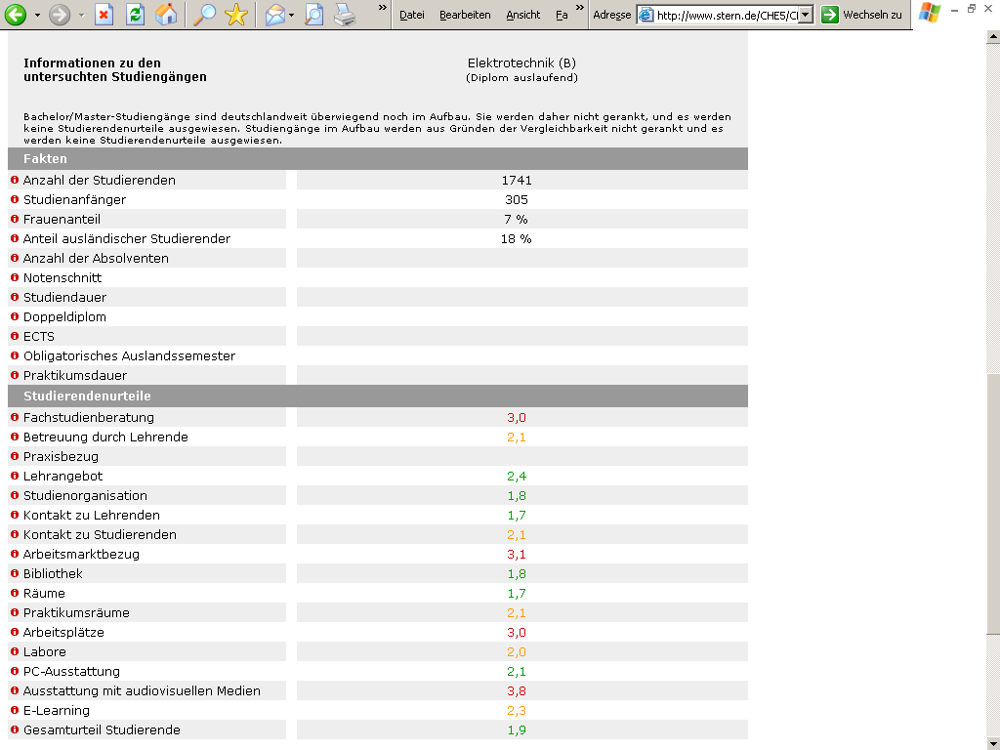 » Datei Bearbeiten Ansicht Fa » Adresse http://www.stern.de/CHE5/CI Wechseln zu
Informationen zu den
untersuchten Studiengängen
Elektrotechnik (B)
(Diplom auslaufend)
Bachelor/Master-Studiengänge sind deutschlandweit überwiegend noch im Aufbau. Sie werden daher nicht gerankt, und es werden
keine Studierendenurteile ausgewiesen. Studiengänge im Aufbau werden aus Gründen der Vergleichbarkeit nicht gerankt und es
werden keine Studierendenurteile ausgewiesen.
Fakten
Anzahl der Studierenden 1741
Studienanfänger 305
Frauenanteil 7 %
Anteil ausländischer Studierender 18 %
Anzahl der Absolventen
Notenschnitt
Studiendauer
Doppeldiplom
ECTS
Obligatorisches Auslandssemester
Praktikumsdauer
Studierendenurteile
Fachstudienberatung 3,0
Betreuung durch Lehrende 2,1
Praxisbezug
Lehrangebot 2,4
Studienorganisation 1,8
Kontakt zu Lehrenden 1,7
Kontakt zu Studierenden 2,1
Arbeitsmarktbezug 3,1
Bibliothek 1,8
Räume 1,7
Praktikumsräume 2,1
Arbeitsplätze 3,0
Labore 2,0
PC-Ausstattung 2,1
Ausstattung mit audiovisuellen Medien 3,8
E-Learning 2,3
Gesamturteil Studierende 1,9